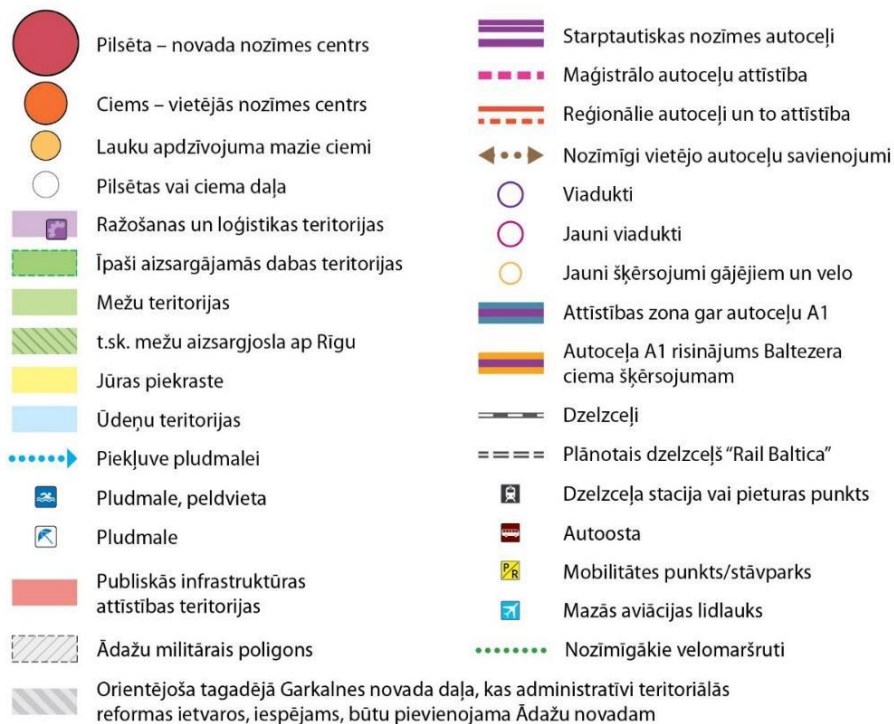 Pilsēta – novada nozīmes centrs
Ciems – vietējās nozīmes centrs
Lauku apdzīvojuma mazie ciemi
Pilsētas vai ciema daļa
Ražošanas un loģistikas teritorijas
Īpaši aizsargājamās dabas teritorijas
Mežu teritorijas
t.sk. mežu aizsargjosla ap Rīgu
Jūras piekraste
Ūdeņu teritorijas
Piekļuve pludmalei
Pludmale, peldvieta
Pludmale
Publiskās infrastruktūras
attīstības teritorijas
Ādažu militārais poligons
Orientējoša tagadējā Garkalnes novada daļa, kas administratīvi teritoriālās
reformas ietvaros, iespējams, būtu pievienojama Ādažu novadam
Starptautiskas nozīmes autoceļi
Maģistrālo autoceļu attīstība
Reģionālie autoceļi un to attīstība
Nozīmīgi vietējo autoceļu savienojumi
Viadukti
Jauni viadukti
Jauni šķērsojumi gājējiem un velo
Attīstības zona gar autoceļu A1
Autoceļa A1 risinājums Baltezera
ciema šķērsojumam
Dzelzceļi
Plānotais dzelzceļš "Rail Baltica"
Dzelzceļa stacija vai pieturas punkts
Autoosta
P/R
Mobilitātes punkts/stāvparks
Mazās aviācijas lidlauks
Nozīmīgākie velomaršruti